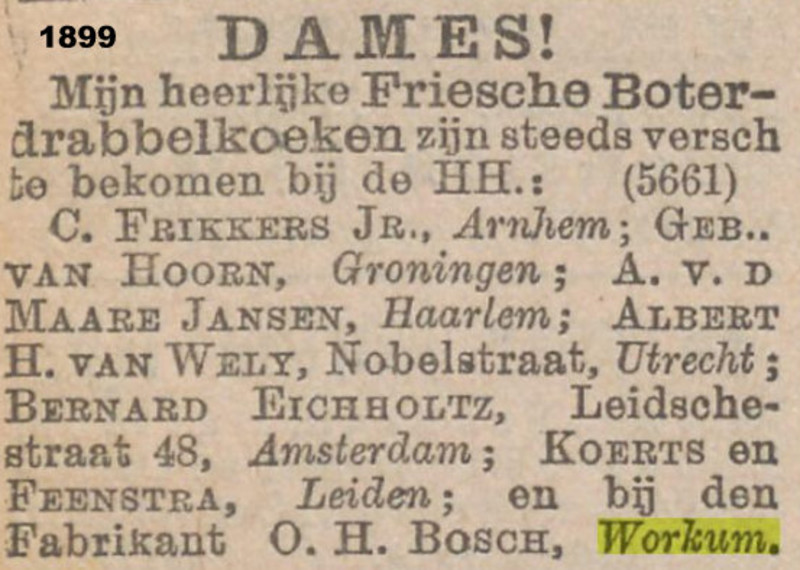 1899
DAMES!
Mijn heerlijke Friesche Boter-
drabbelkoeken zijn steeds versch
te bekomen bij de HH.: (5661)
C. FRIKKERS JR., Arnhem; GEB..
VAN HOORN, Groningen; A. V. D
MAARE JANSEN, Haarlem; ALBERT
H. VAN WELY, Nobelstraat, Utrecht;
BERNARD EICHHOLTZ, Leidsche-
straat 48, Amsterdam; KOERTS en
FEENSTRA, Leiden; en bij den
Fabrikant O. H. BOSCH, Workum.